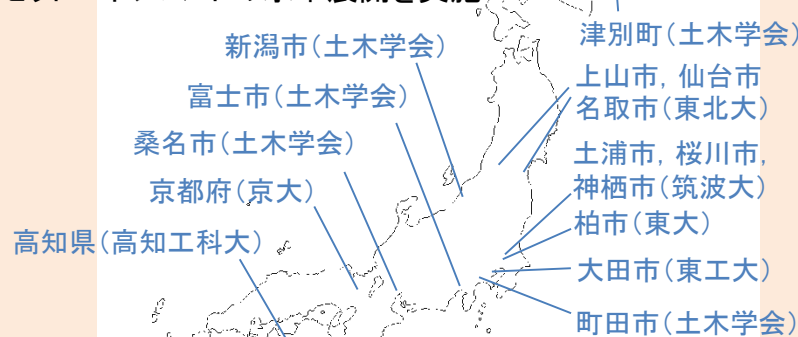 新潟市(土木学会)
富士市(土木学会)
桑名市(土木学会)
京都府(京大)
高知県(高知工科大)
津別町(土木学会)
上山市, 仙台市
名取市(東北大)
土浦市, 桜川市,
神栖市(筑波大)
柏市(東大)
大田市(東工大)
町田市(土木学会)